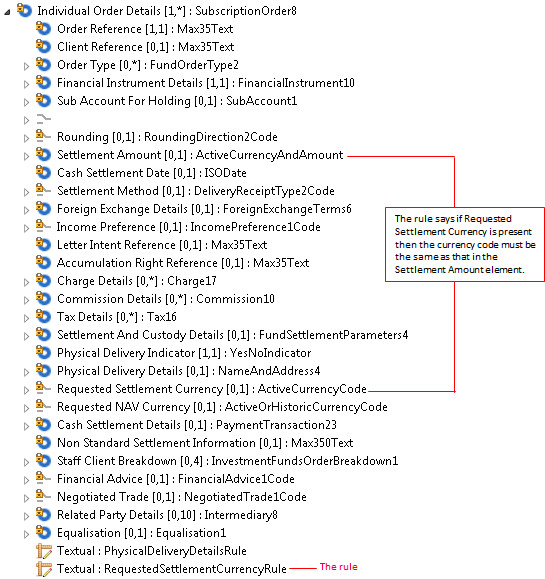 Individual Order Details [1,*] : SubscriptionOrder8
Order Reference [1,1] : Max35Text
Client Reference [0,1] : Max35Text
Order Type [0,*] : FundOrderType2
Financial Instrument Details [1,1] : FinancialInstrument10
Sub Account For Holding [0,1] : SubAccount1
Rounding [0,1] : RoundingDirection2Code
Settlement Amount [0,1] : ActiveCurrencyAndAmount
Cash Settlement Date [0,1] : ISODate
Settlement Method [0,1] : DeliveryReceiptType2Code
Foreign Exchange Details [0,1] : ForeignExchangeTerms6
Income Preference [0,1] : IncomePreference1Code
Letter Intent Reference [0,1] : Max35Text
Accumulation Right Reference [0,1] : Max35Text
Charge Details [0,*] : Charge17
Commission Details [0,*] : Commission10
Tax Details [0,*] : Tax16
Settlement And Custody Details [0,1] : FundSettlementParameters4
Physical Delivery Indicator [1,1] : YesNoIndicator
Physical Delivery Details [0,1] : NameAndAddress4
Requested Settlement Currency [0,1] : ActiveCurrencyCode
Requested NAV Currency [0,1] : ActiveOrHistoricCurrencyCode
Cash Settlement Details [0,1] : PaymentTransaction23
Non Standard Settlement Information [0,1] : Max350Text
Staff Client Breakdown [0,4] : InvestmentFundsOrderBreakdown1
Financial Advice [0,1] : FinancialAdvice1Code
Negotiated Trade [0,1] : NegotiatedTrade1Code
Related Party Details [0,10] : Intermediary8
Equalisation [0,1] : Equalisation1
Textual : PhysicalDeliveryDetailsRule
Textual : RequestedSettlementCurrencyRule
The rule
The rule says if Requested
Settlement Currency is present
then the currency code must be
the same as that in the
Settlement Amount element.